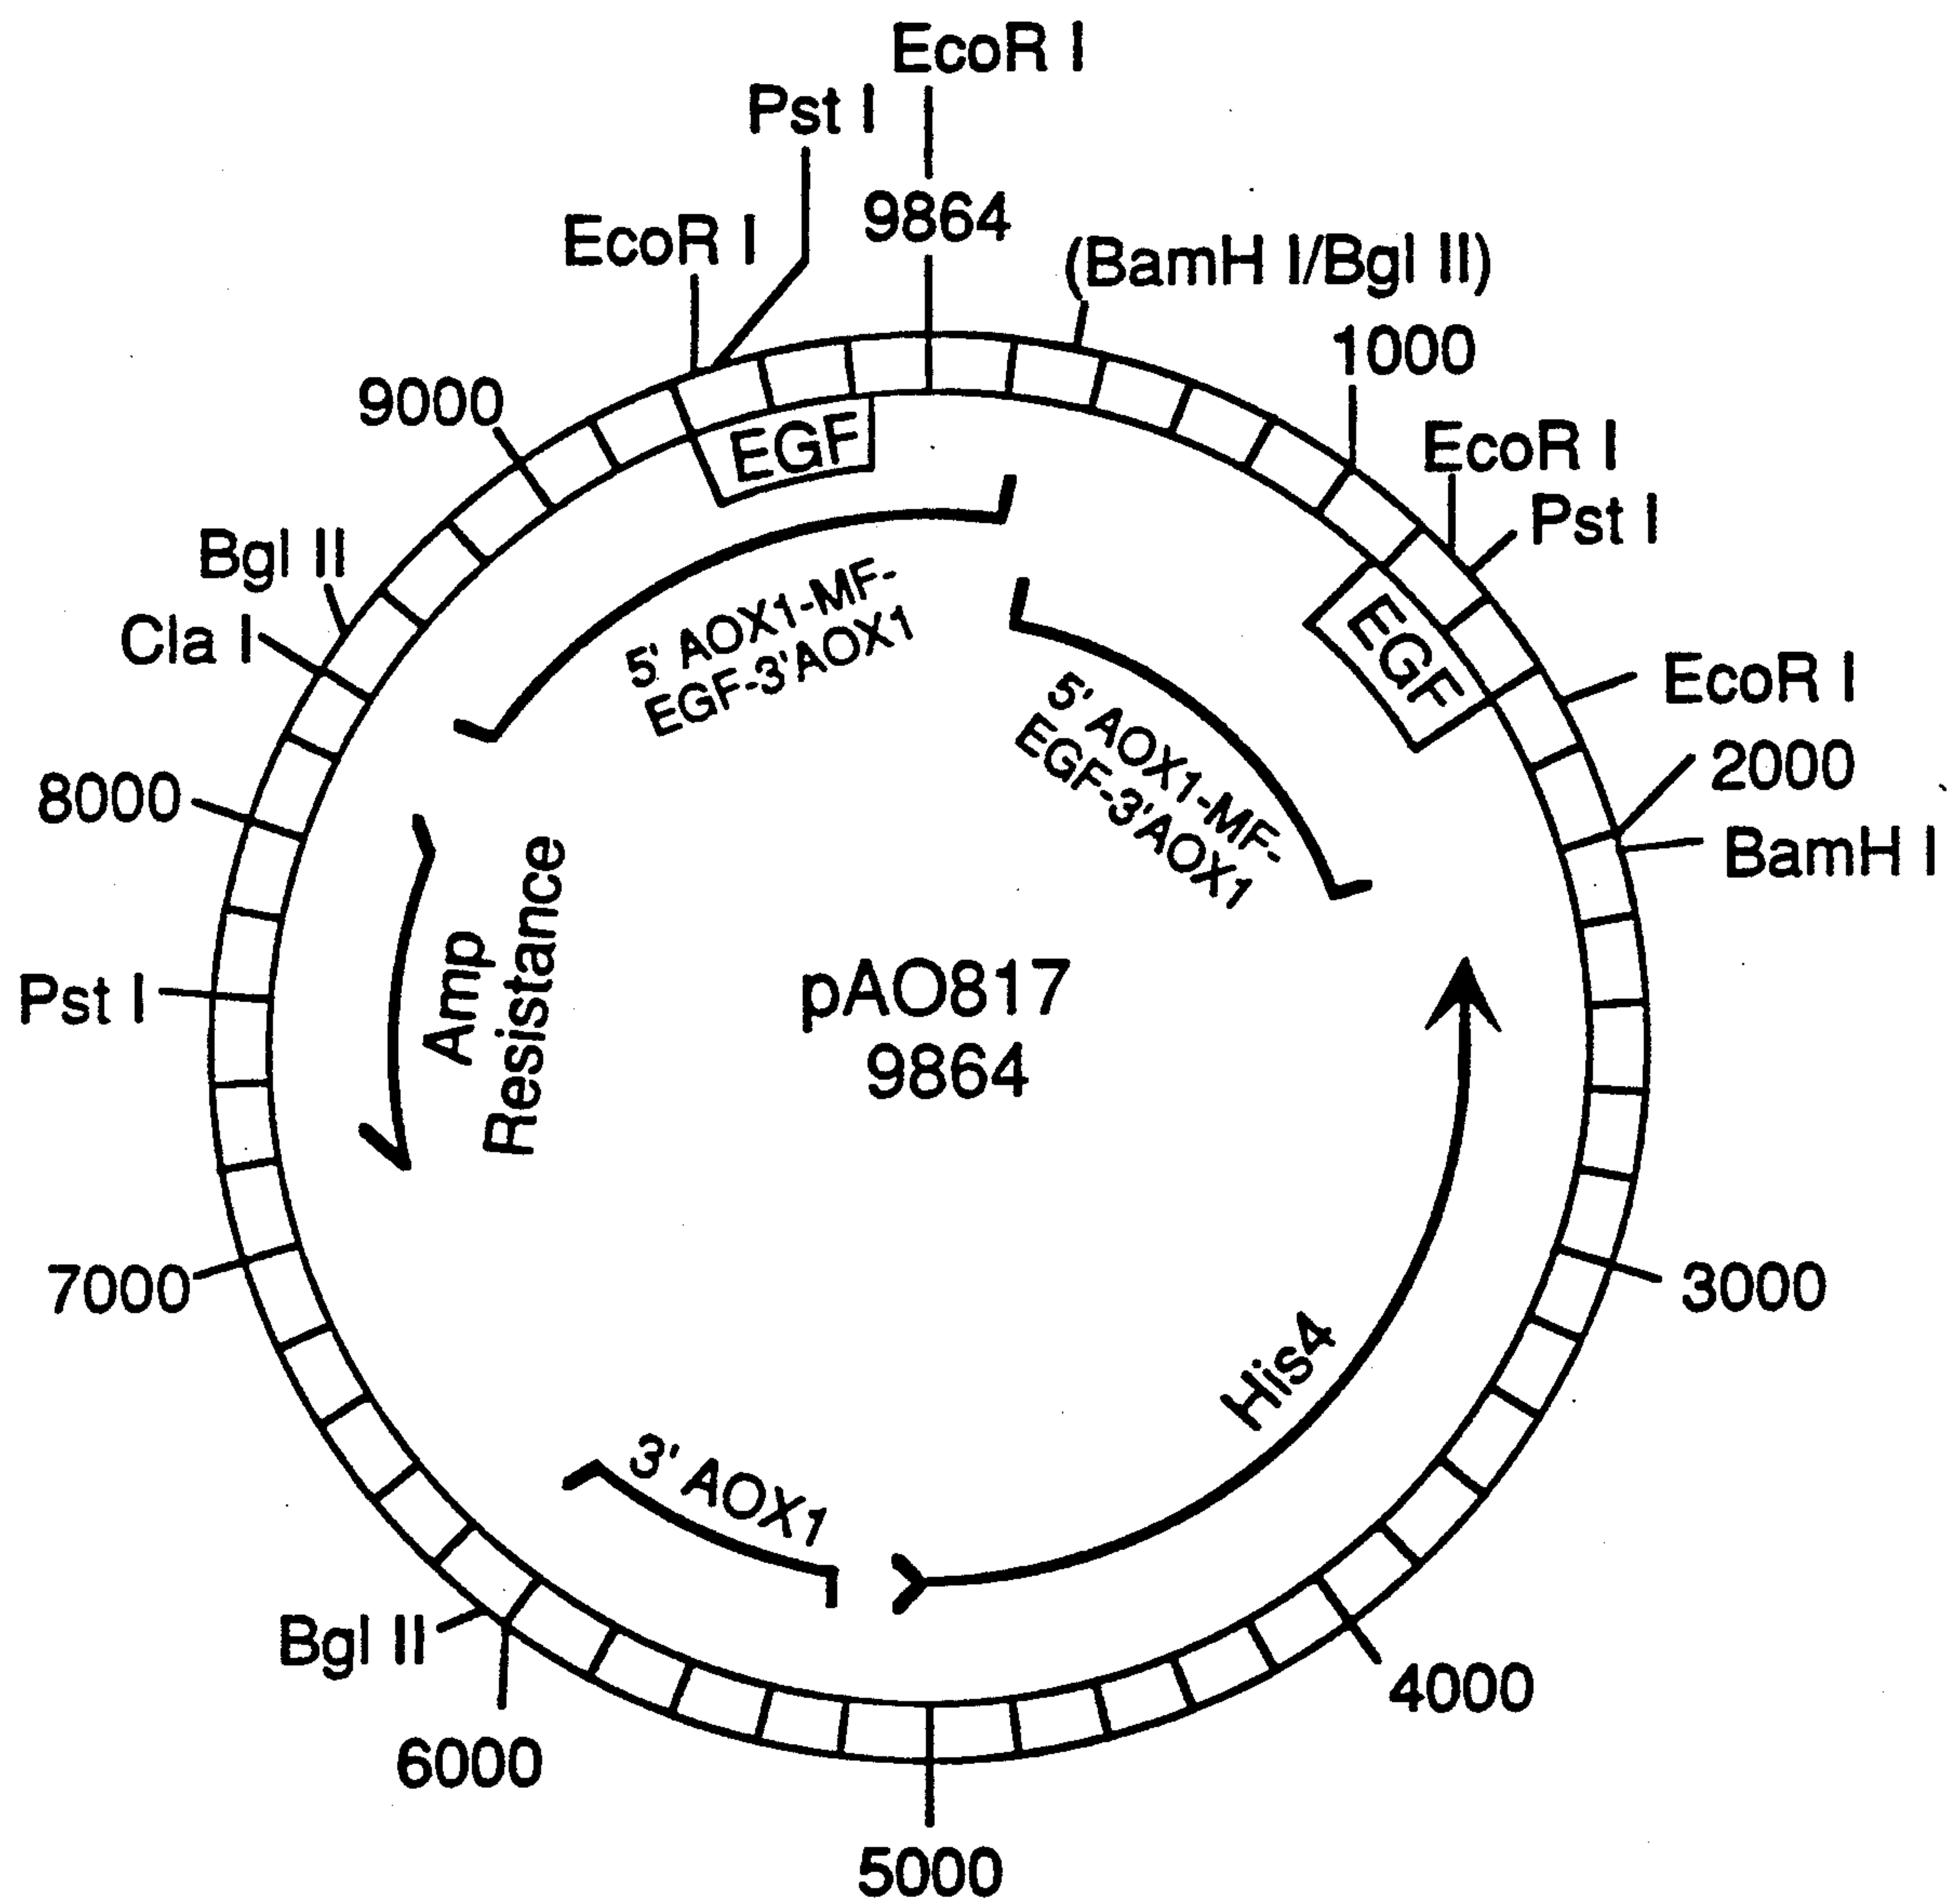 EcoR I
Pst I
9864
EcoR I
(BamH I/Bgl II)
1000
9000
EGF
EcoR I
Pst I
Bgl II
Cla I
5' AOX1-MF-
EGF-3'AOX1
EGF
EcoR I
5' AOX1-MF-
EGF-3'AOX1
2000
8000
BamH I
Amp
Resistance
Pst I
pAO817
9864
7000
3000
His4
3' AOX1
Bgl II
4000
6000
5000